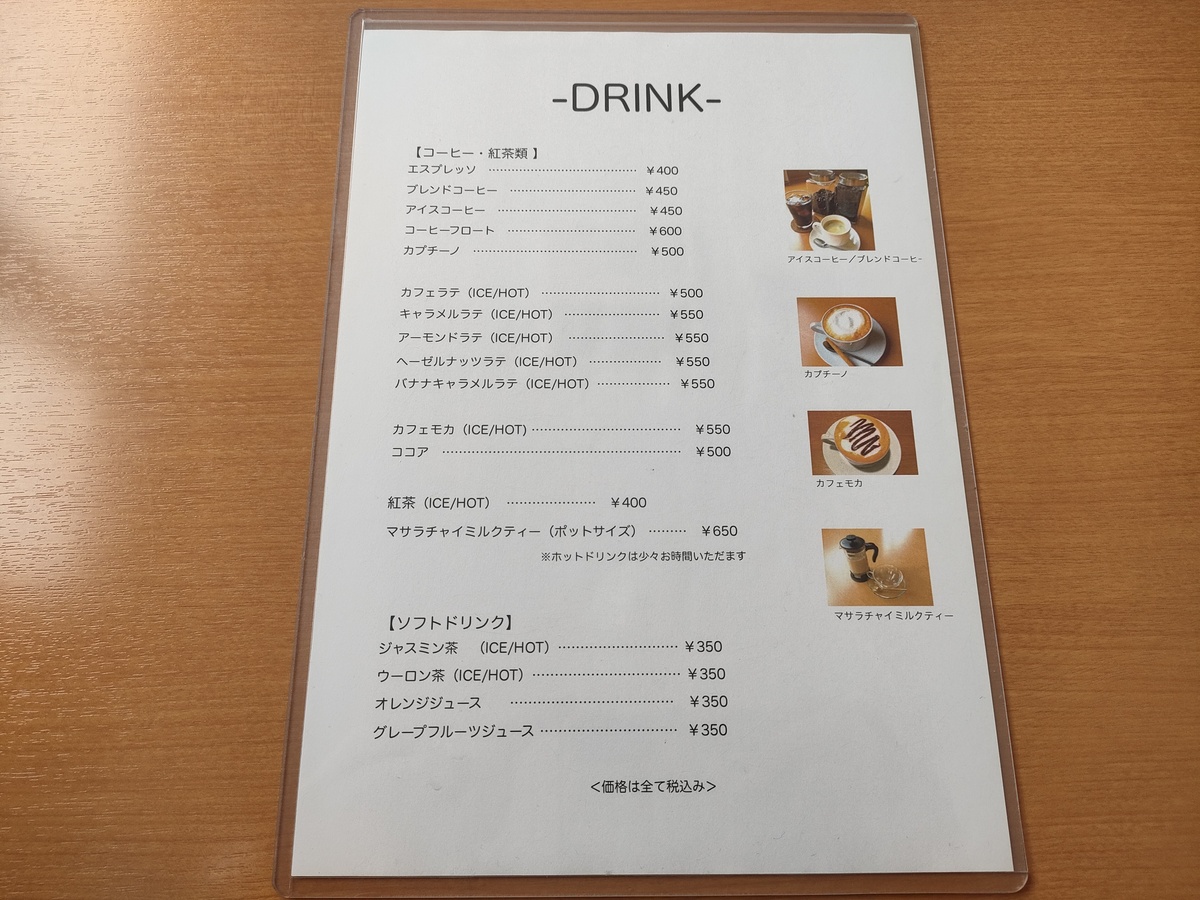 -DRINK-
【コーヒー・紅茶類 】
エスプレッソ ………………………………… ￥400
ブレンドコーヒー …………………………… ￥450
アイスコーヒー ……………………………… ￥450
コーヒーフロート …………………………… ￥600
カプチーノ …………………………………… ￥500
アイスコーヒー／ブレンドコーヒー
カフェラテ（ICE/HOT） ………………………… ￥500
キャラメルラテ（ICE/HOT） …………………… ￥550
アーモンドラテ（ICE/HOT） …………………… ￥550
ヘーゼルナッツラテ（ICE/HOT） ……………… ￥550
バナナキャラメルラテ（ICE/HOT）……………… ￥550
カプチーノ
カフェモカ（ICE/HOT）……………………………… ￥550
ココア ………………………………………………… ￥500
カフェモカ
紅茶（ICE/HOT） ………………… ￥400
マサラチャイミルクティー（ポットサイズ） ……… ￥650
※ホットドリンクは少々お時間いただます
マサラチャイミルクティー
【ソフトドリンク】
ジャスミン茶 （ICE/HOT）………………………￥350
ウーロン茶（ICE/HOT）……………………………￥350
オレンジジュース ……………………………… ￥350
グレープフルーツジュース ………………………… ￥350
＜価格は全て税込み＞